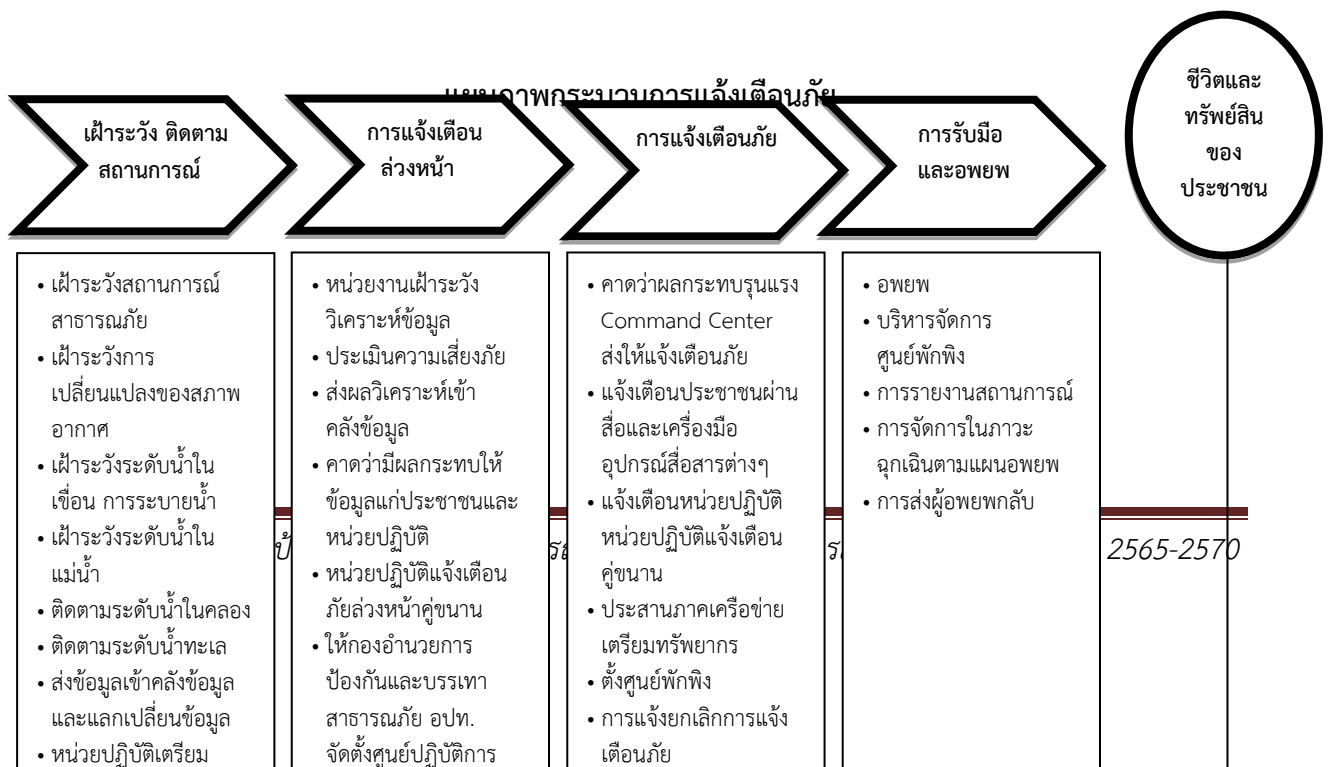 แผนภาพกระบวนการแจ้งเตือนภัย
เฝ้าระวัง ติดตาม
สถานการณ์
การแจ้งเตือน
ล่วงหน้า
การแจ้งเตือนภัย
การรับมือ
และอพยพ
ชีวิตและ
ทรัพย์สิน
ของ
ประชาชน
• เฝ้าระวังสถานการณ์
สาธารณภัย
• เฝ้าระวังการ
เปลี่ยนแปลงของสภาพ
อากาศ
• เฝ้าระวังระดับน้ำใน
เขื่อน การระบายน้ำ
• เฝ้าระวังระดับน้ำใน
แม่น้ำ
• ติดตามระดับน้ำในคลอง
• ติดตามระดับน้ำทะเล
• ส่งข้อมูลเข้าคลังข้อมูล
และแลกเปลี่ยนข้อมูล
• หน่วยปฏิบัติเตรียม
• หน่วยงานเฝ้าระวัง
วิเคราะห์ข้อมูล
• ประเมินความเสี่ยงภัย
• ส่งผลวิเคราะห์เข้า
คลังข้อมูล
• คาดว่ามีผลกระทบให้
ข้อมูลแก่ประชาชนและ
หน่วยปฏิบัติ
• หน่วยปฏิบัติแจ้งเตือน
ภัยล่วงหน้าคู่ขนาน
• ให้กองอำนวยการ
ป้องกันและบรรเทา
สาธารณภัย อปท.
จัดตั้งศูนย์ปฏิบัติการ
• คาดว่าผลกระทบรุนแรง
Command Center
ส่งให้แจ้งเตือนภัย
• แจ้งเตือนประชาชนผ่าน
สื่อและเครื่องมือ
อุปกรณ์สื่อสารต่างๆ
• แจ้งเตือนหน่วยปฏิบัติ
หน่วยปฏิบัติแจ้งเตือน
คู่ขนาน
• ประสานภาคเครือข่าย
เตรียมทรัพยากร
• ตั้งศูนย์พักพิง
• การแจ้งยกเลิกการแจ้ง
เตือนภัย
• อพยพ
• บริหารจัดการ
ศูนย์พักพิง
• การรายงานสถานการณ์
• การจัดการในภาวะ
ฉุกเฉินตามแผนอพยพ
• การส่งผู้อพยพกลับ
2565-2570